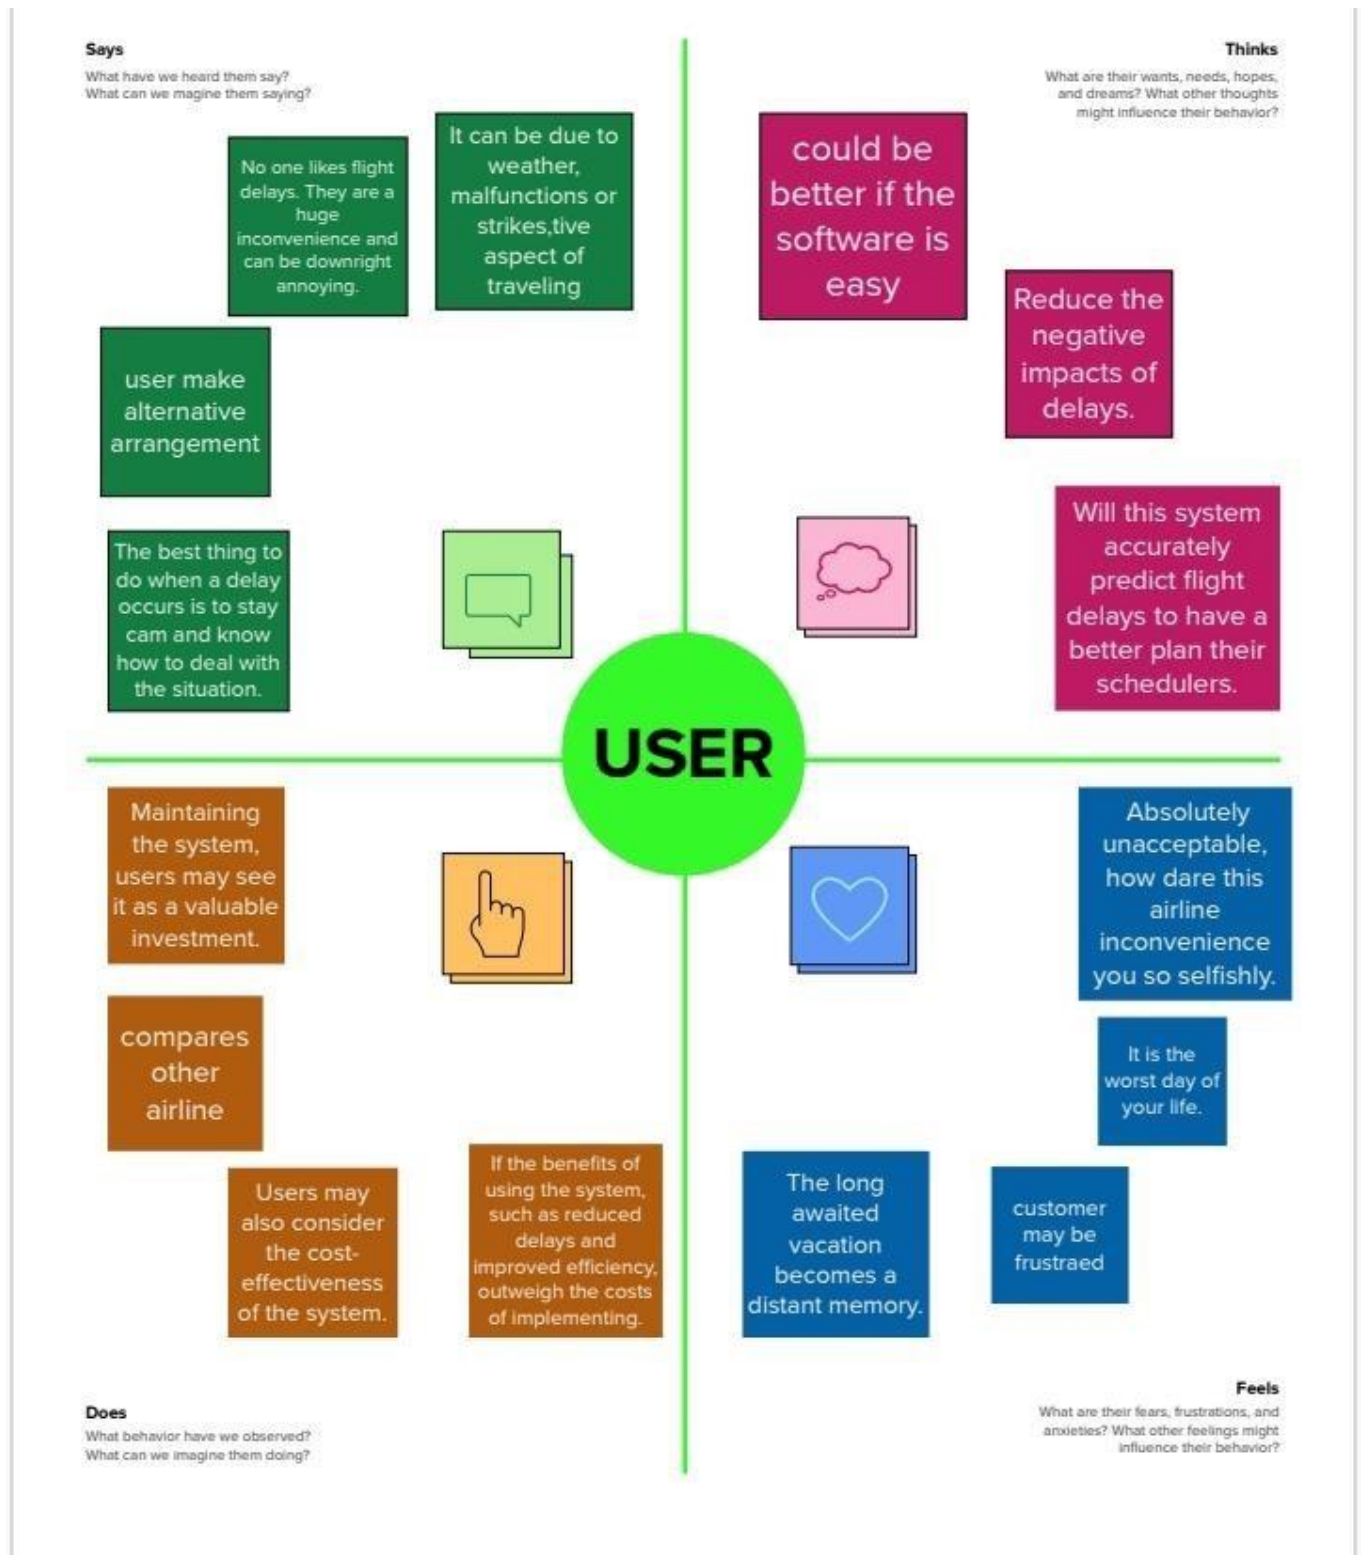 Says
What have we heard them say?
What can we magine them saying?
Thinks
What are their wants, needs, hopes,
and dreams? What other thoughts
might influence their behavior?
No one likes flight
delays. They are a
huge
inconvenience and
can be downright
annoying.
It can be due to
weather,
malfunctions or
strikes,tive
aspect of
traveling
user make
alternative
arrangement
The best thing to
do when a delay
occurs is to stay
cam and know
how to deal with
the situation.
could be
better if the
software is
easy
Reduce the
negative
impacts of
delays.
Will this system
accurately
predict flight
delays to have a
better plan their
schedulers.
USER
Maintaining
the system,
users may see
it as a valuable
investment.
compares
other
airline
Users may
also consider
the cost-
effectiveness
of the system.
If the benefits of
using the system,
such as reduced
delays and
improved efficiency,
outweigh the costs
of implementing.
Absolutely
unacceptable,
how dare this
airline
inconvenience
you so selfishly.
It is the
worst day of
your life.
The long
awaited
vacation
becomes a
distant memory.
customer
may be
frustraed
Does
What behavior have we observed?
What can we imagine them doing?
Feels
What are their fears, frustrations, and
anxieties? What other feelings might
influence their behavior?